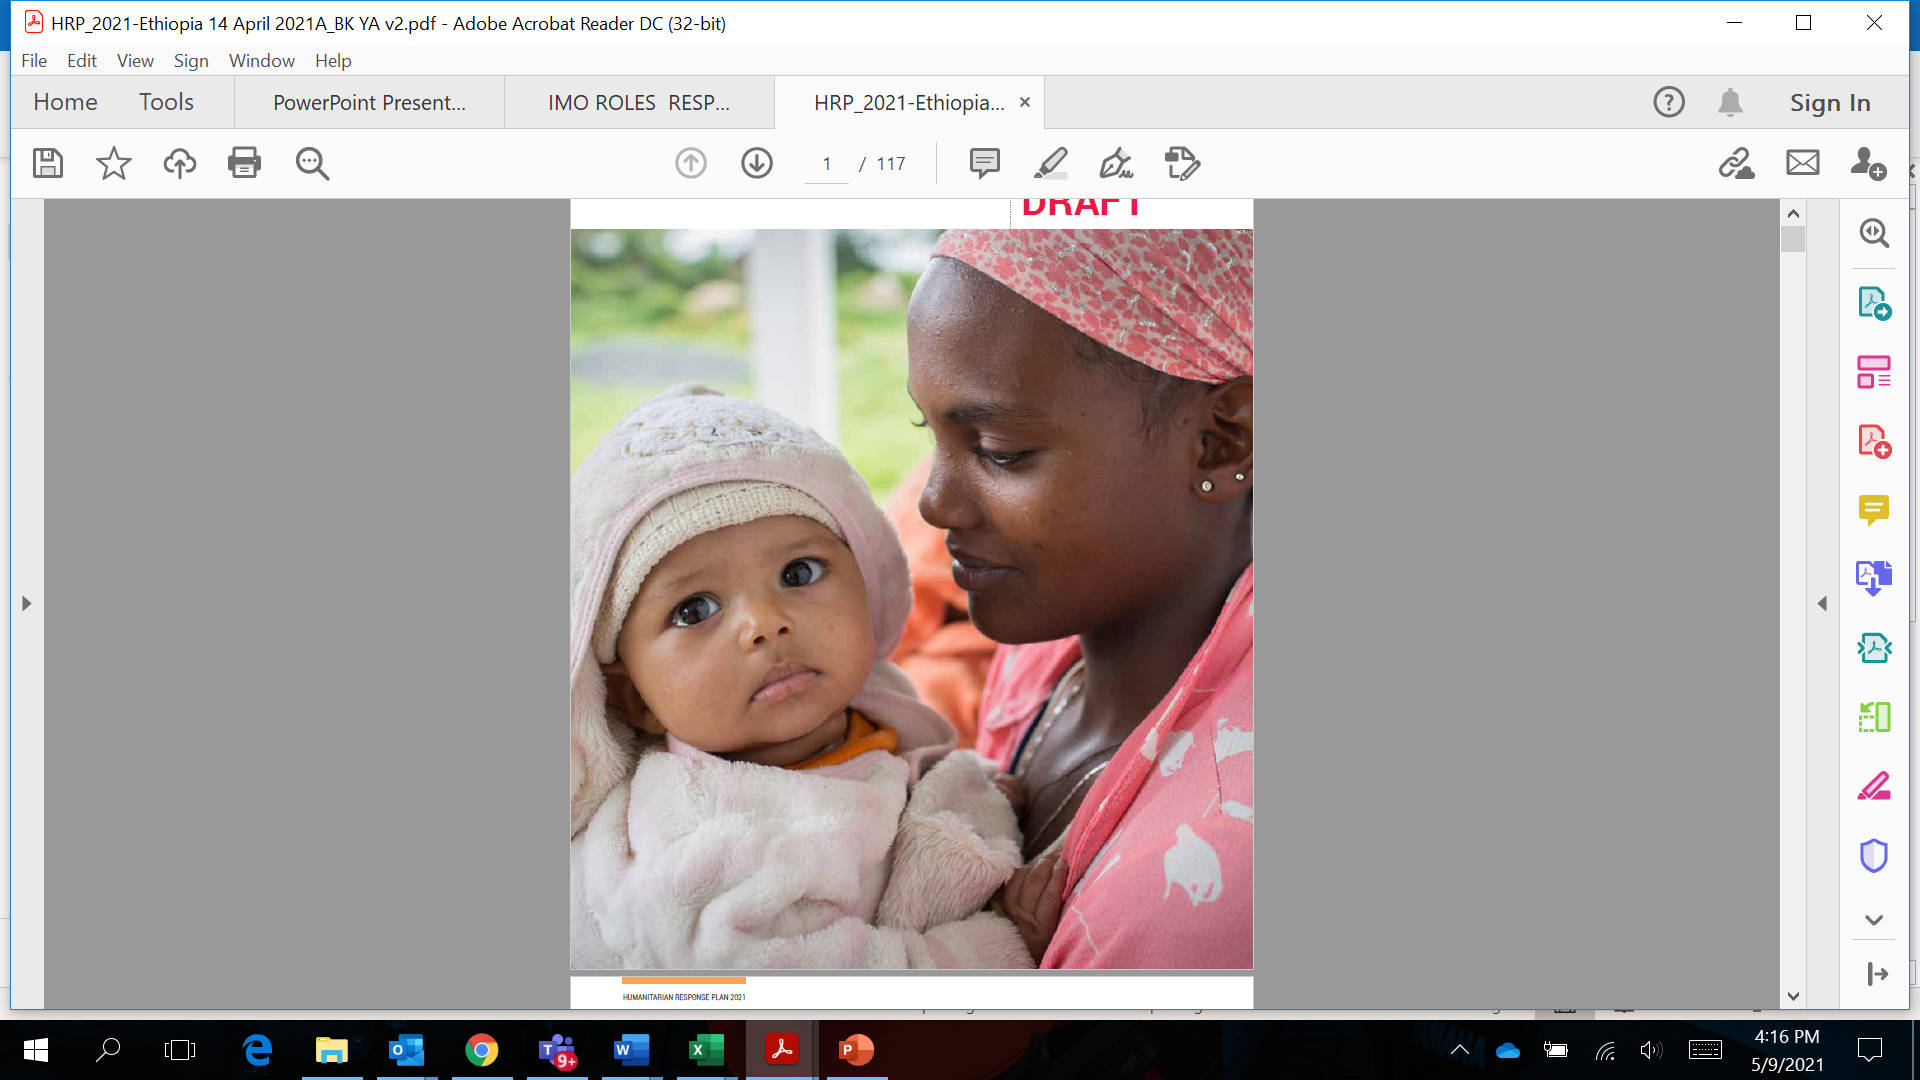 HRP_2021-Ethiopia 14 April 2021A_BK YA v2.pdf - Adobe Acrobat Reader DC (32-bit)
File Edit View Sign Window Help
Home Tools PowerPoint Present... IMO ROLES RESP... HRP_2021-Ethiopia... Sign In
1 / 117
DRAFT
HUMANITARIAN RESPONSE PLAN 2021
9+
4:16 PM
5/9/2021